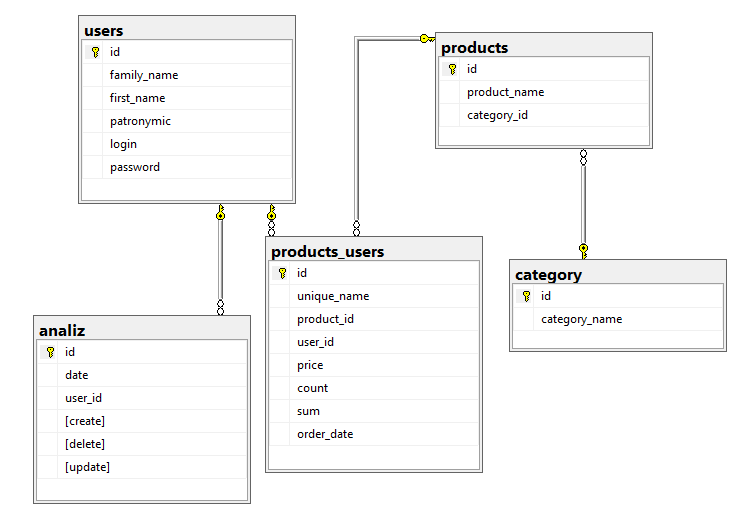 users
id
family_name
first_name
patronymic
login
password
products
id
product_name
category_id
products_users
id
unique_name
product_id
user_id
price
count
sum
order_date
category
id
category_name
analiz
id
date
user_id
[create]
[delete]
[update]